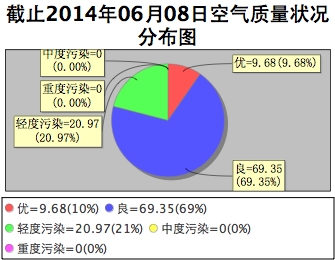 截止2014年06月08日空气质量状况
分布图
中度污染=0
(0.00%)
优=9.68(9.68%)
重度污染=0
(0.00%)
轻度污染=20.97
(20.97%)
良=69.35
(69.35%)
优=9.68(10%) 良=69.35(69%)
轻度污染=20.97(21%) 中度污染=0(0%)
重度污染=0(0%)